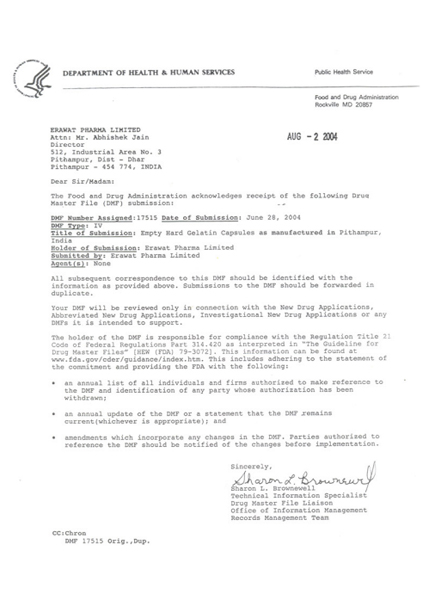 DEPARTMENT OF HEALTH & HUMAN SERVICES
Public Health Service
Food and Drug Administration
Rockville MD 20857
ERAWAT PHARMA LIMITED
Attn: Mr. Abhishek Jain
Director
512, Industrial Area No. 3
Pithampur, Dist - Dhar
Pithampur - 454 774, INDIA
AUG - 2 2004
Dear Sir/Madam:
The Food and Drug Administration acknowledges receipt of the following Drug
Master File (DMF) submission:
DMF Number Assigned:17515 Date of Submission: June 28, 2004
DMF Type: IV
Title of Submission: Empty Hard Gelatin Capsules as manufactured in Pithampur,
India
Holder of Submission: Erawat Pharma Limited
Submitted by: Erawat Pharma Limited
Agent(s): None
All subsequent correspondence to this DMF should be identified with the
information as provided above. Submissions to the DMF should be forwarded in
duplicate.
Your DMF will be reviewed only in connection with the New Drug Applications,
Abbreviated New Drug Applications, Investigational New Drug Applications or any
DMFs it is intended to support.
The holder of the DMF is responsible for compliance with the Regulation Title 21
Code of Federal Regulations Part 314.420 as interpreted in "The Guideline for
Drug Master Files" [HEW (FDA) 79-3072]. This information can be found at
www.fda.gov/cder/guidance/index.htm. This includes adhering to the statement of
the commitment and providing the FDA with the following:
• an annual list of all individuals and firms authorized to make reference to
the DMF and identification of any party whose authorization has been
withdrawn;
• an annual update of the DMF or a statement that the DMF remains
current(whichever is appropriate); and
• amendments which incorporate any changes in the DMF. Parties authorized to
reference the DMF should be notified of the changes before implementation.
Sincerely,
Sharon L. Brownewell
Sharon L. Brownewell
Technical Information Specialist
Drug Master File Liaison
Office of Information Management
Records Management Team
CC:Chron
DMF 17515 Orig.,Dup.